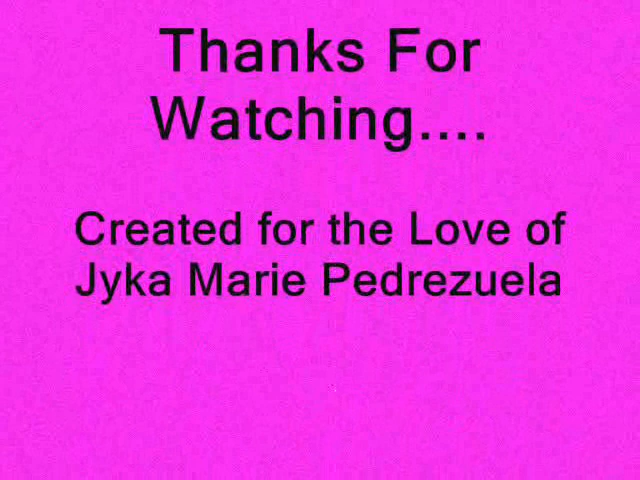 Thanks For
Watching....
Created for the Love of
Jyka Marie Pedrezuela